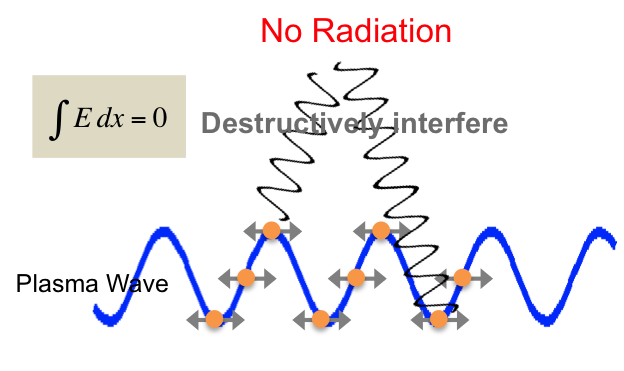 No Radiation
∫ E dx = 0
Destructively interfere
Plasma Wave